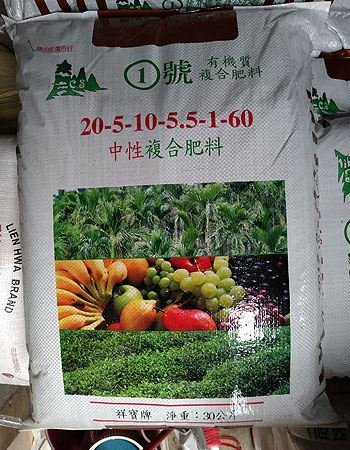 C.S
①號
有機質
複合肥料
20-5-10-5.5-1-60
中性複合肥料
祥寶牌 淨重:30公斤
LIEN HWA BRAND